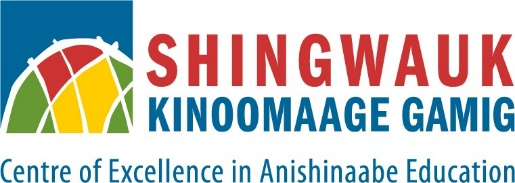 SHINGWAUK
KINOOMAAGE GAMIG
Centre of Excellence in Anishinaabe Education